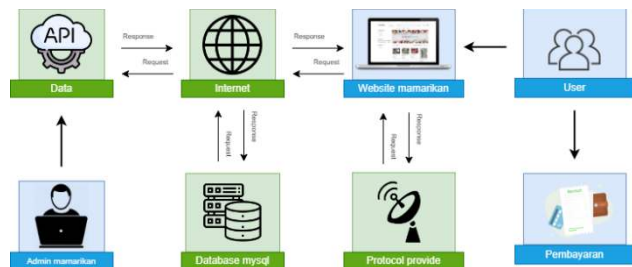 API
Response
Request
Response
Request
Data
Internet
Website mamarikan
User
Request
Response
Request
Response
Admin mamarikan
Database mysql
Protocol provide
Pembayaran